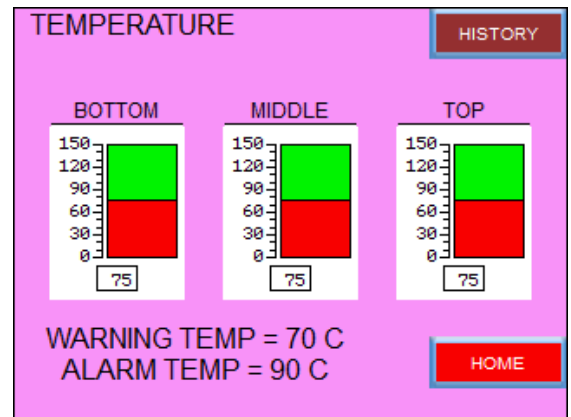 TEMPERATURE HISTORY
BOTTOM MIDDLE TOP
150 150 150
120 120 120
90 90 90
60 60 60
30 30 30
0 0 0
75 75 75
WARNING TEMP = 70 C
ALARM TEMP = 90 C
HOME